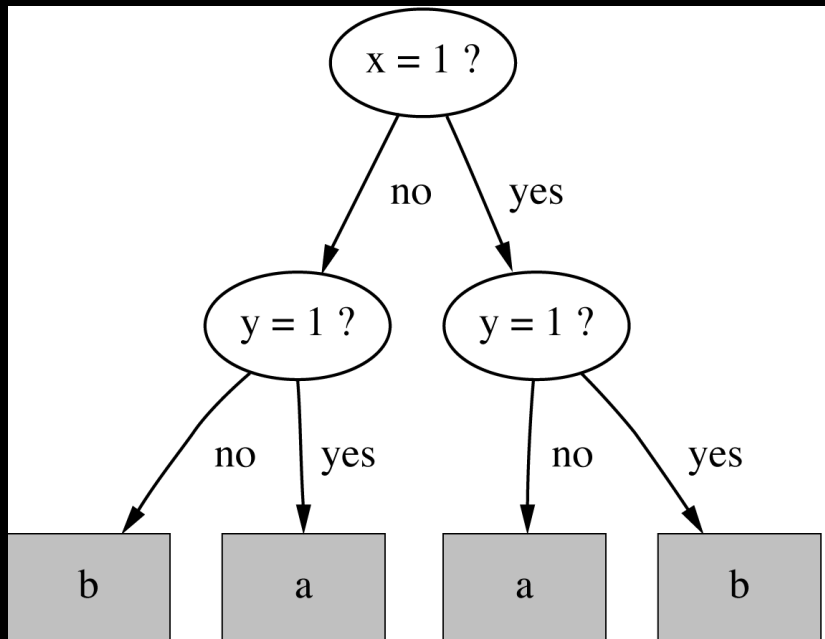 x = 1 ?
no yes
y = 1 ? y = 1 ?
no yes no yes
b a a b